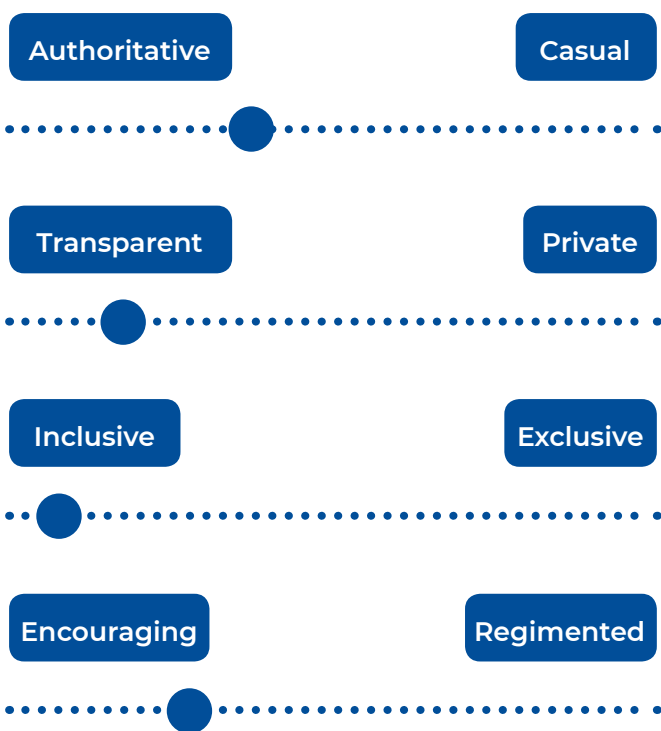 Authoritative Casual
Transparent Private
Inclusive Exclusive
Encouraging Regimented